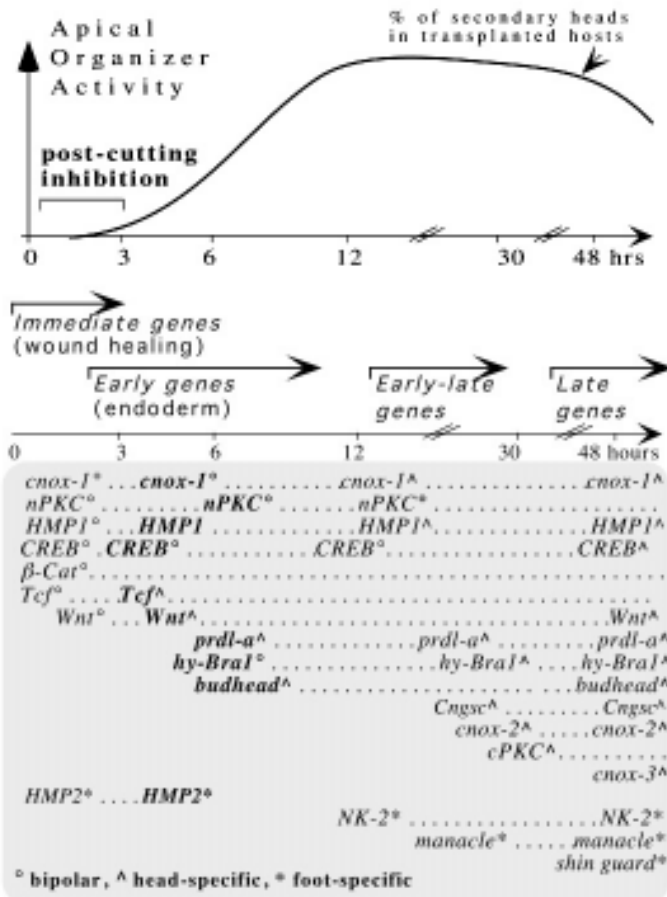 Apical
Organizer
Activity
% of secondary heads
in transplanted hosts
post-cutting
inhibition
0 3 6 12 30 48 hrs
Immediate genes
(wound healing)
Early genes
(endoderm)
Early-late
genes
Late
genes
0 3 6 12 30 48 hours
cnox-1° ... cnox-1° ............ cnox-1^ ................ cnox-1^
nPKC° .............. nPKC° ....... nPKC* ......................
HMP1° ... HMP1 ................ HMP1^ ................ HMP1^
CREB° . CREB° ............ CREB° .................. CREB^
β-Cat° ..............................................................
Tcf° ..... Tcf^ ....................................................
Wnt° ... Wnt^ ........................................ Wnt^
prdl-a^ ............... prdl-a^ .......... prdl-a^
hy-Bra1° ................. hy-Bra1^ .... hy-Bra1^
budhead^ ............................ budhead^
Cngsc^ ......... Cngsc^
cnox-2^ ..... cnox-2^
cPKC^ ..........
cnox-3^
HMP2* .... HMP2*
NK-2* .................. NK-2*
manacle* ..... manacle*
shin guard*
° bipolar, ^ head-specific, * foot-specific